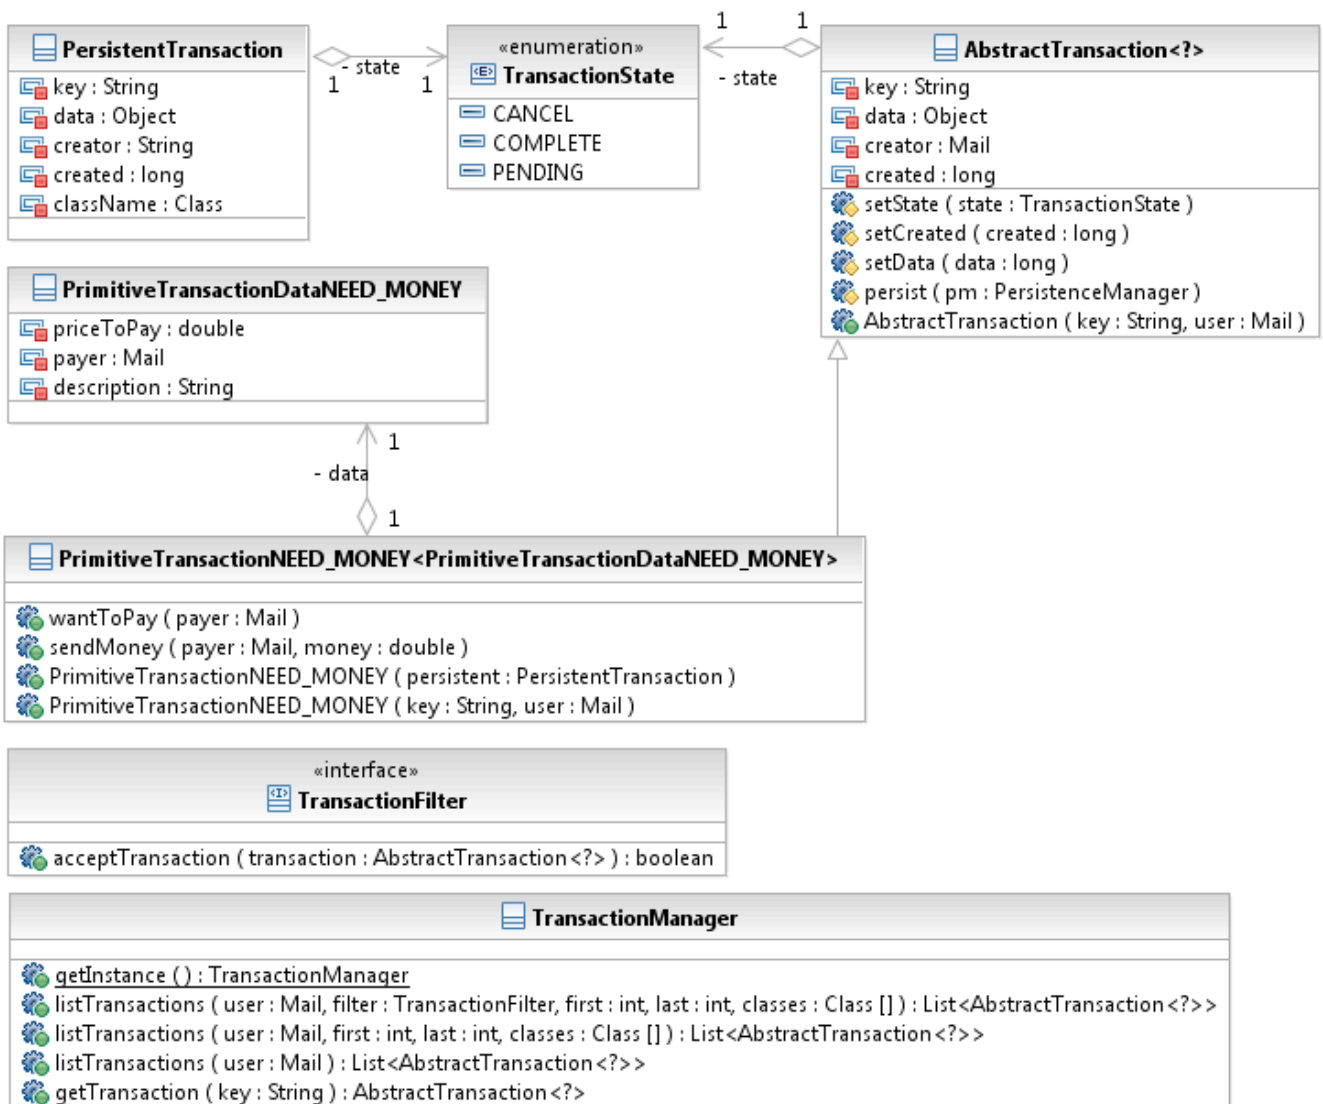 PersistentTransaction
key : String
data : Object
creator : String
created : long
className : Class
- state
1
1
«enumeration»
TransactionState
CANCEL
COMPLETE
PENDING
1
1
- state
AbstractTransaction<?>
key : String
data : Object
creator : Mail
created : long
setState ( state : TransactionState )
setCreated ( created : long )
setData ( data : long )
persist ( pm : PersistenceManager )
AbstractTransaction ( key : String, user : Mail )
PrimitiveTransactionDataNEED_MONEY
priceToPay : double
payer : Mail
description : String
1
- data
1
PrimitiveTransactionNEED_MONEY<PrimitiveTransactionDataNEED_MONEY>
wantToPay ( payer : Mail )
sendMoney ( payer : Mail, money : double )
PrimitiveTransactionNEED_MONEY ( persistent : PersistentTransaction )
PrimitiveTransactionNEED_MONEY ( key : String, user : Mail )
«interface»
TransactionFilter
acceptTransaction ( transaction : AbstractTransaction<?> ) : boolean
TransactionManager
getInstance ( ) : TransactionManager
listTransactions ( user : Mail, filter : TransactionFilter, first : int, last : int, classes : Class [] ) : List<AbstractTransaction<?>>
listTransactions ( user : Mail, first : int, last : int, classes : Class [] ) : List<AbstractTransaction<?>>
listTransactions ( user : Mail ) : List<AbstractTransaction<?>>
getTransaction ( key : String ) : AbstractTransaction<?>